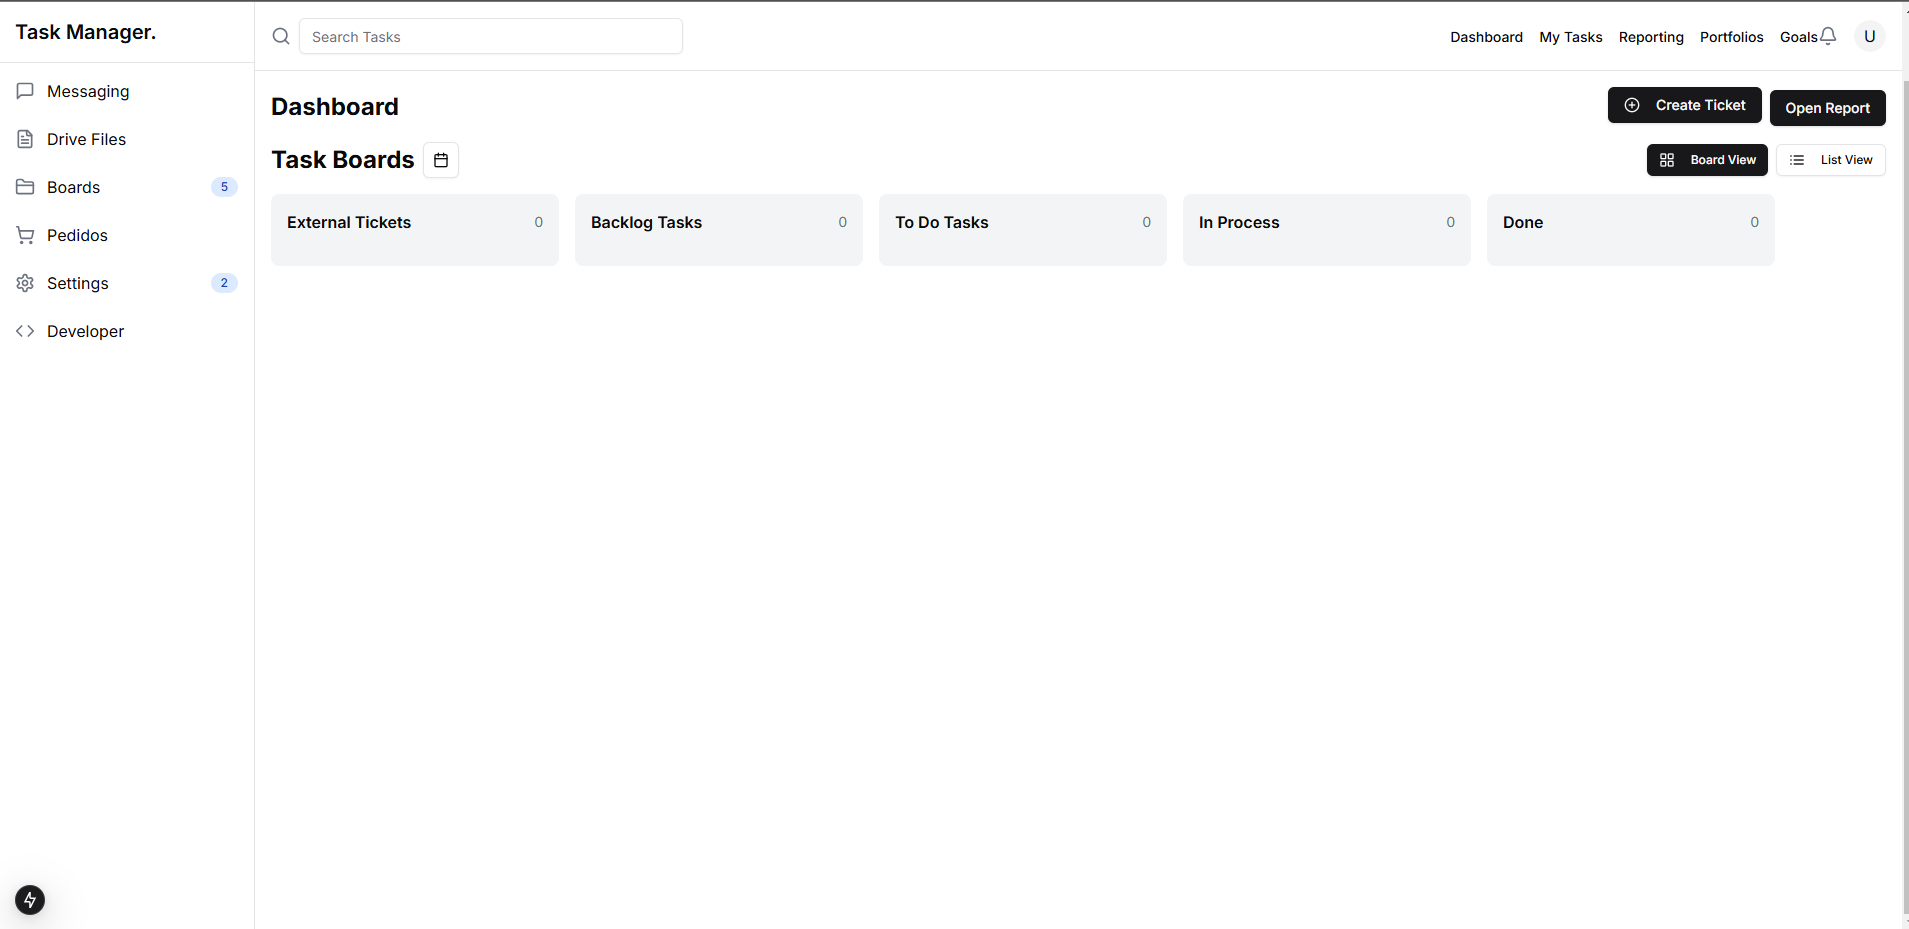 Task Manager.
Search Tasks
Dashboard My Tasks Reporting Portfolios Goals U
Messaging
Drive Files
Boards 5
Pedidos
Settings 2
Developer
Dashboard
Create Ticket Open Report
Task Boards
Board View List View
External Tickets 0
Backlog Tasks 0
To Do Tasks 0
In Process 0
Done 0